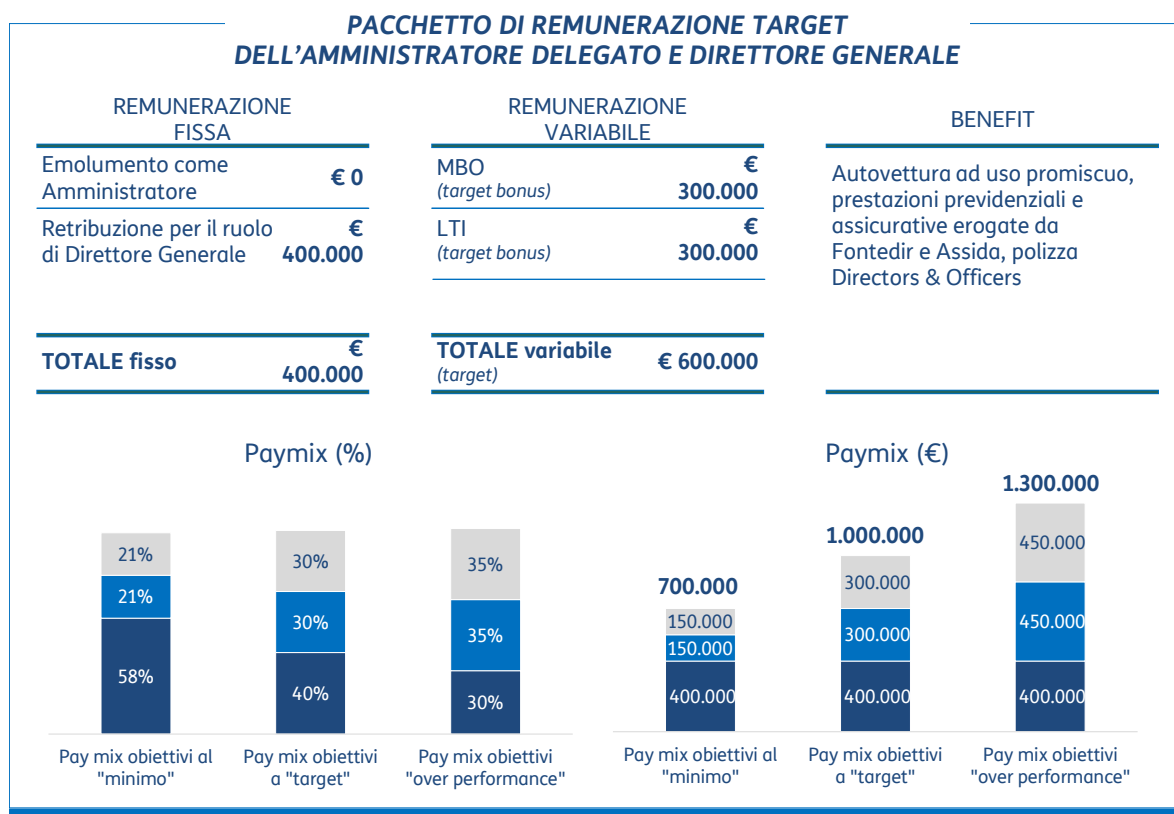 PACCHETTO DI REMUNERAZIONE TARGET
DELL'AMMINISTRATORE DELEGATO E DIRETTORE GENERALE
REMUNERAZIONE
FISSA
Emolumento come
Amministratore
€ 0
Retribuzione per il ruolo
di Direttore Generale
€
400.000
TOTALE fisso
€
400.000
REMUNERAZIONE
VARIABILE
MBO
(target bonus)
€
300.000
LTI
(target bonus)
€
300.000
TOTALE variabile
(target)
€ 600.000
BENEFIT
Autovettura ad uso promiscuo,
prestazioni previdenziali e
assicurative erogate da
Fontedir e Assida, polizza
Directors & Officers
Paymix (%)
21%
21%
58%
Pay mix obiettivi al
"minimo"
30%
30%
40%
Pay mix obiettivi
a "target"
35%
35%
30%
Pay mix obiettivi
"over performance"
Paymix (€)
700.000
150.000
150.000
400.000
Pay mix obiettivi al
"minimo"
1.000.000
300.000
300.000
400.000
Pay mix obiettivi
a "target"
1.300.000
450.000
450.000
400.000
Pay mix obiettivi
"over performance"